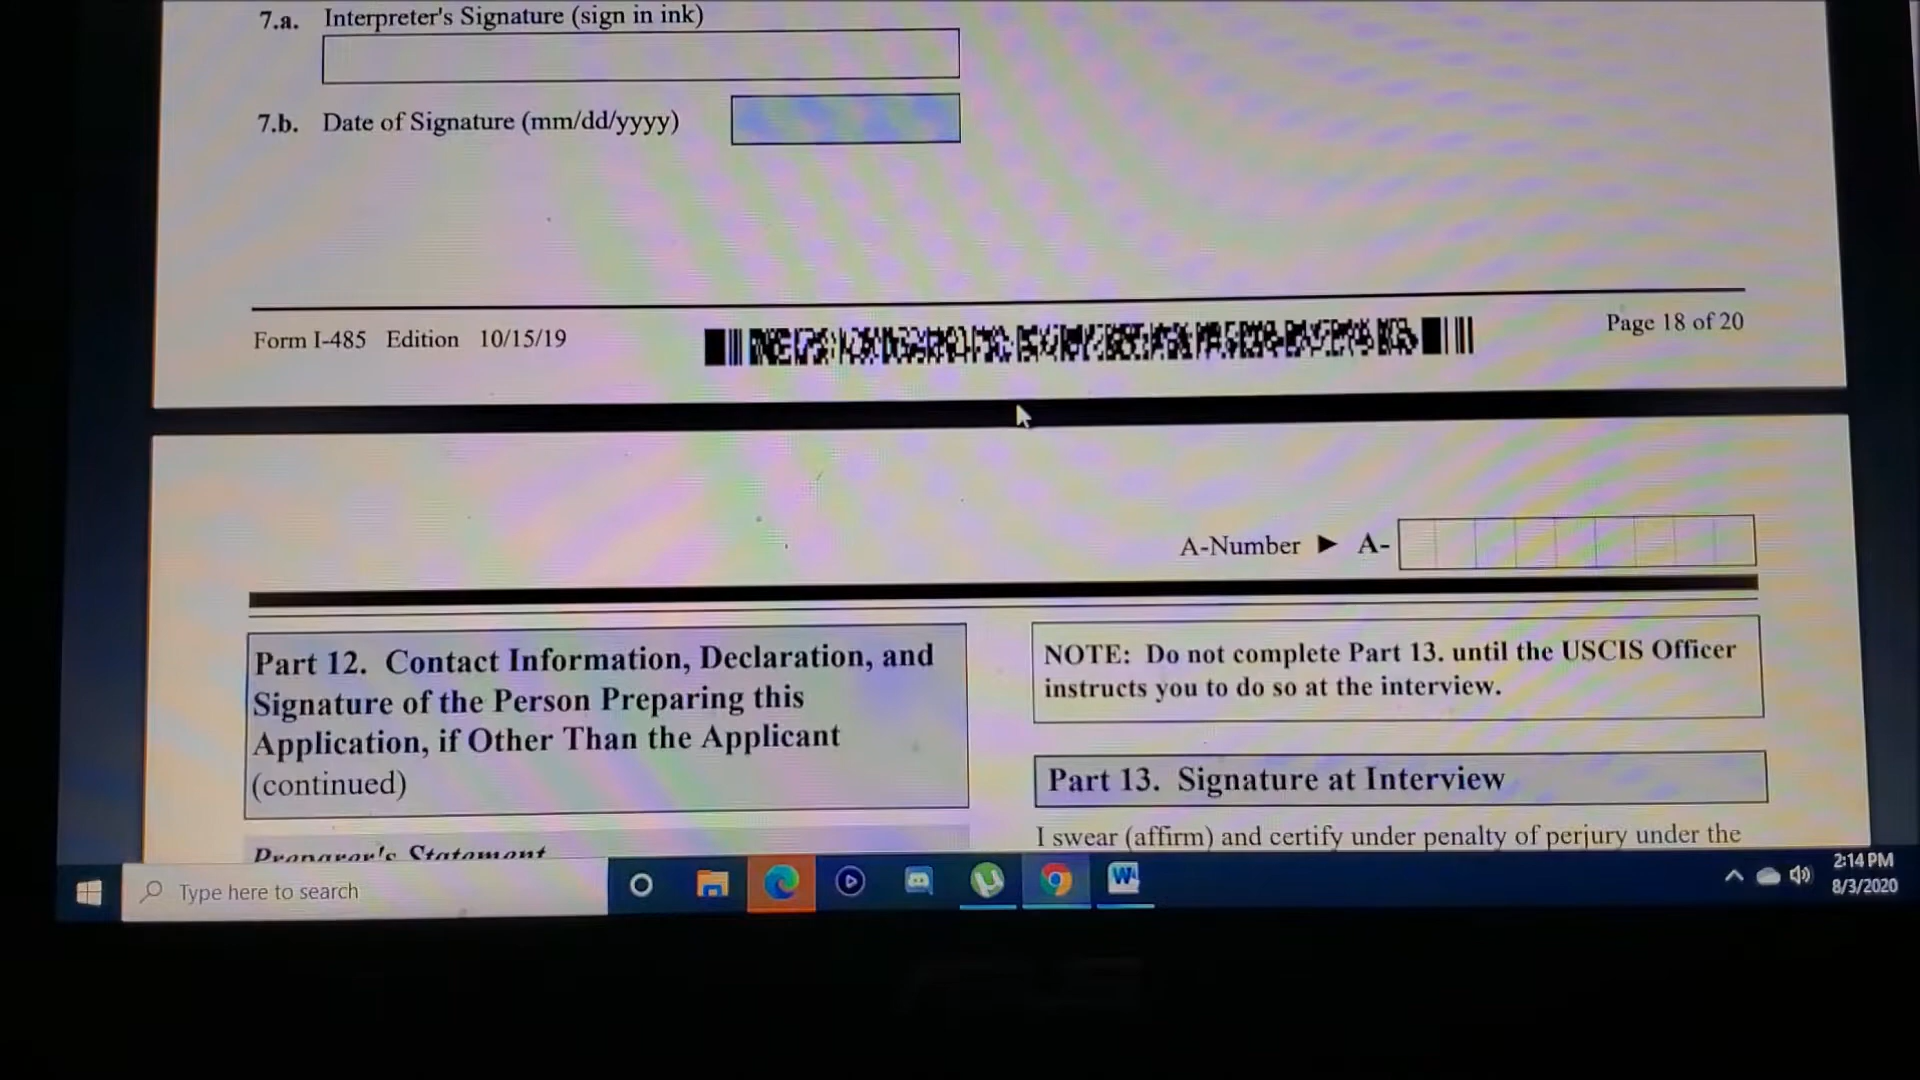 7.a. Interpreter's Signature (sign in ink)
7.b. Date of Signature (mm/dd/yyyy)
Form I-485 Edition 10/15/19
Page 18 of 20
A-Number ► A-
Part 12. Contact Information, Declaration, and
Signature of the Person Preparing this
Application, if Other Than the Applicant
(continued)
Preparer's Statement
NOTE: Do not complete Part 13. until the USCIS Officer
instructs you to do so at the interview.
Part 13. Signature at Interview
I swear (affirm) and certify under penalty of perjury under the
Type here to search
W
2:14 PM
8/3/2020